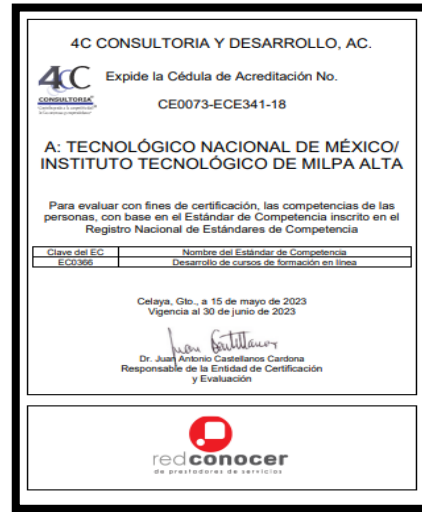 4C CONSULTORIA Y DESARROLLO, AC.
4CC
CONSULTORIA
Expide la Cédula de Acreditación No.
CE0073-ECE341-18
A: TECNOLÓGICO NACIONAL DE MÉXICO/
INSTITUTO TECNOLÓGICO DE MILPA ALTA
Para evaluar con fines de certificación, las competencias de las
personas, con base en el Estándar de Competencia inscrito en el
Registro Nacional de Estándares de Competencia
Clave del EC Nombre del Estándar de Competencia
EC0366 Desarrollo de cursos de formación en línea
Celaya, Gto., a 15 de mayo de 2023
Vigencia al 30 de junio de 2023
Dr. Juan Antonio Castellanos Cardona
Responsable de la Entidad de Certificación
y Evaluación
redconocer
de prestadores de servicios